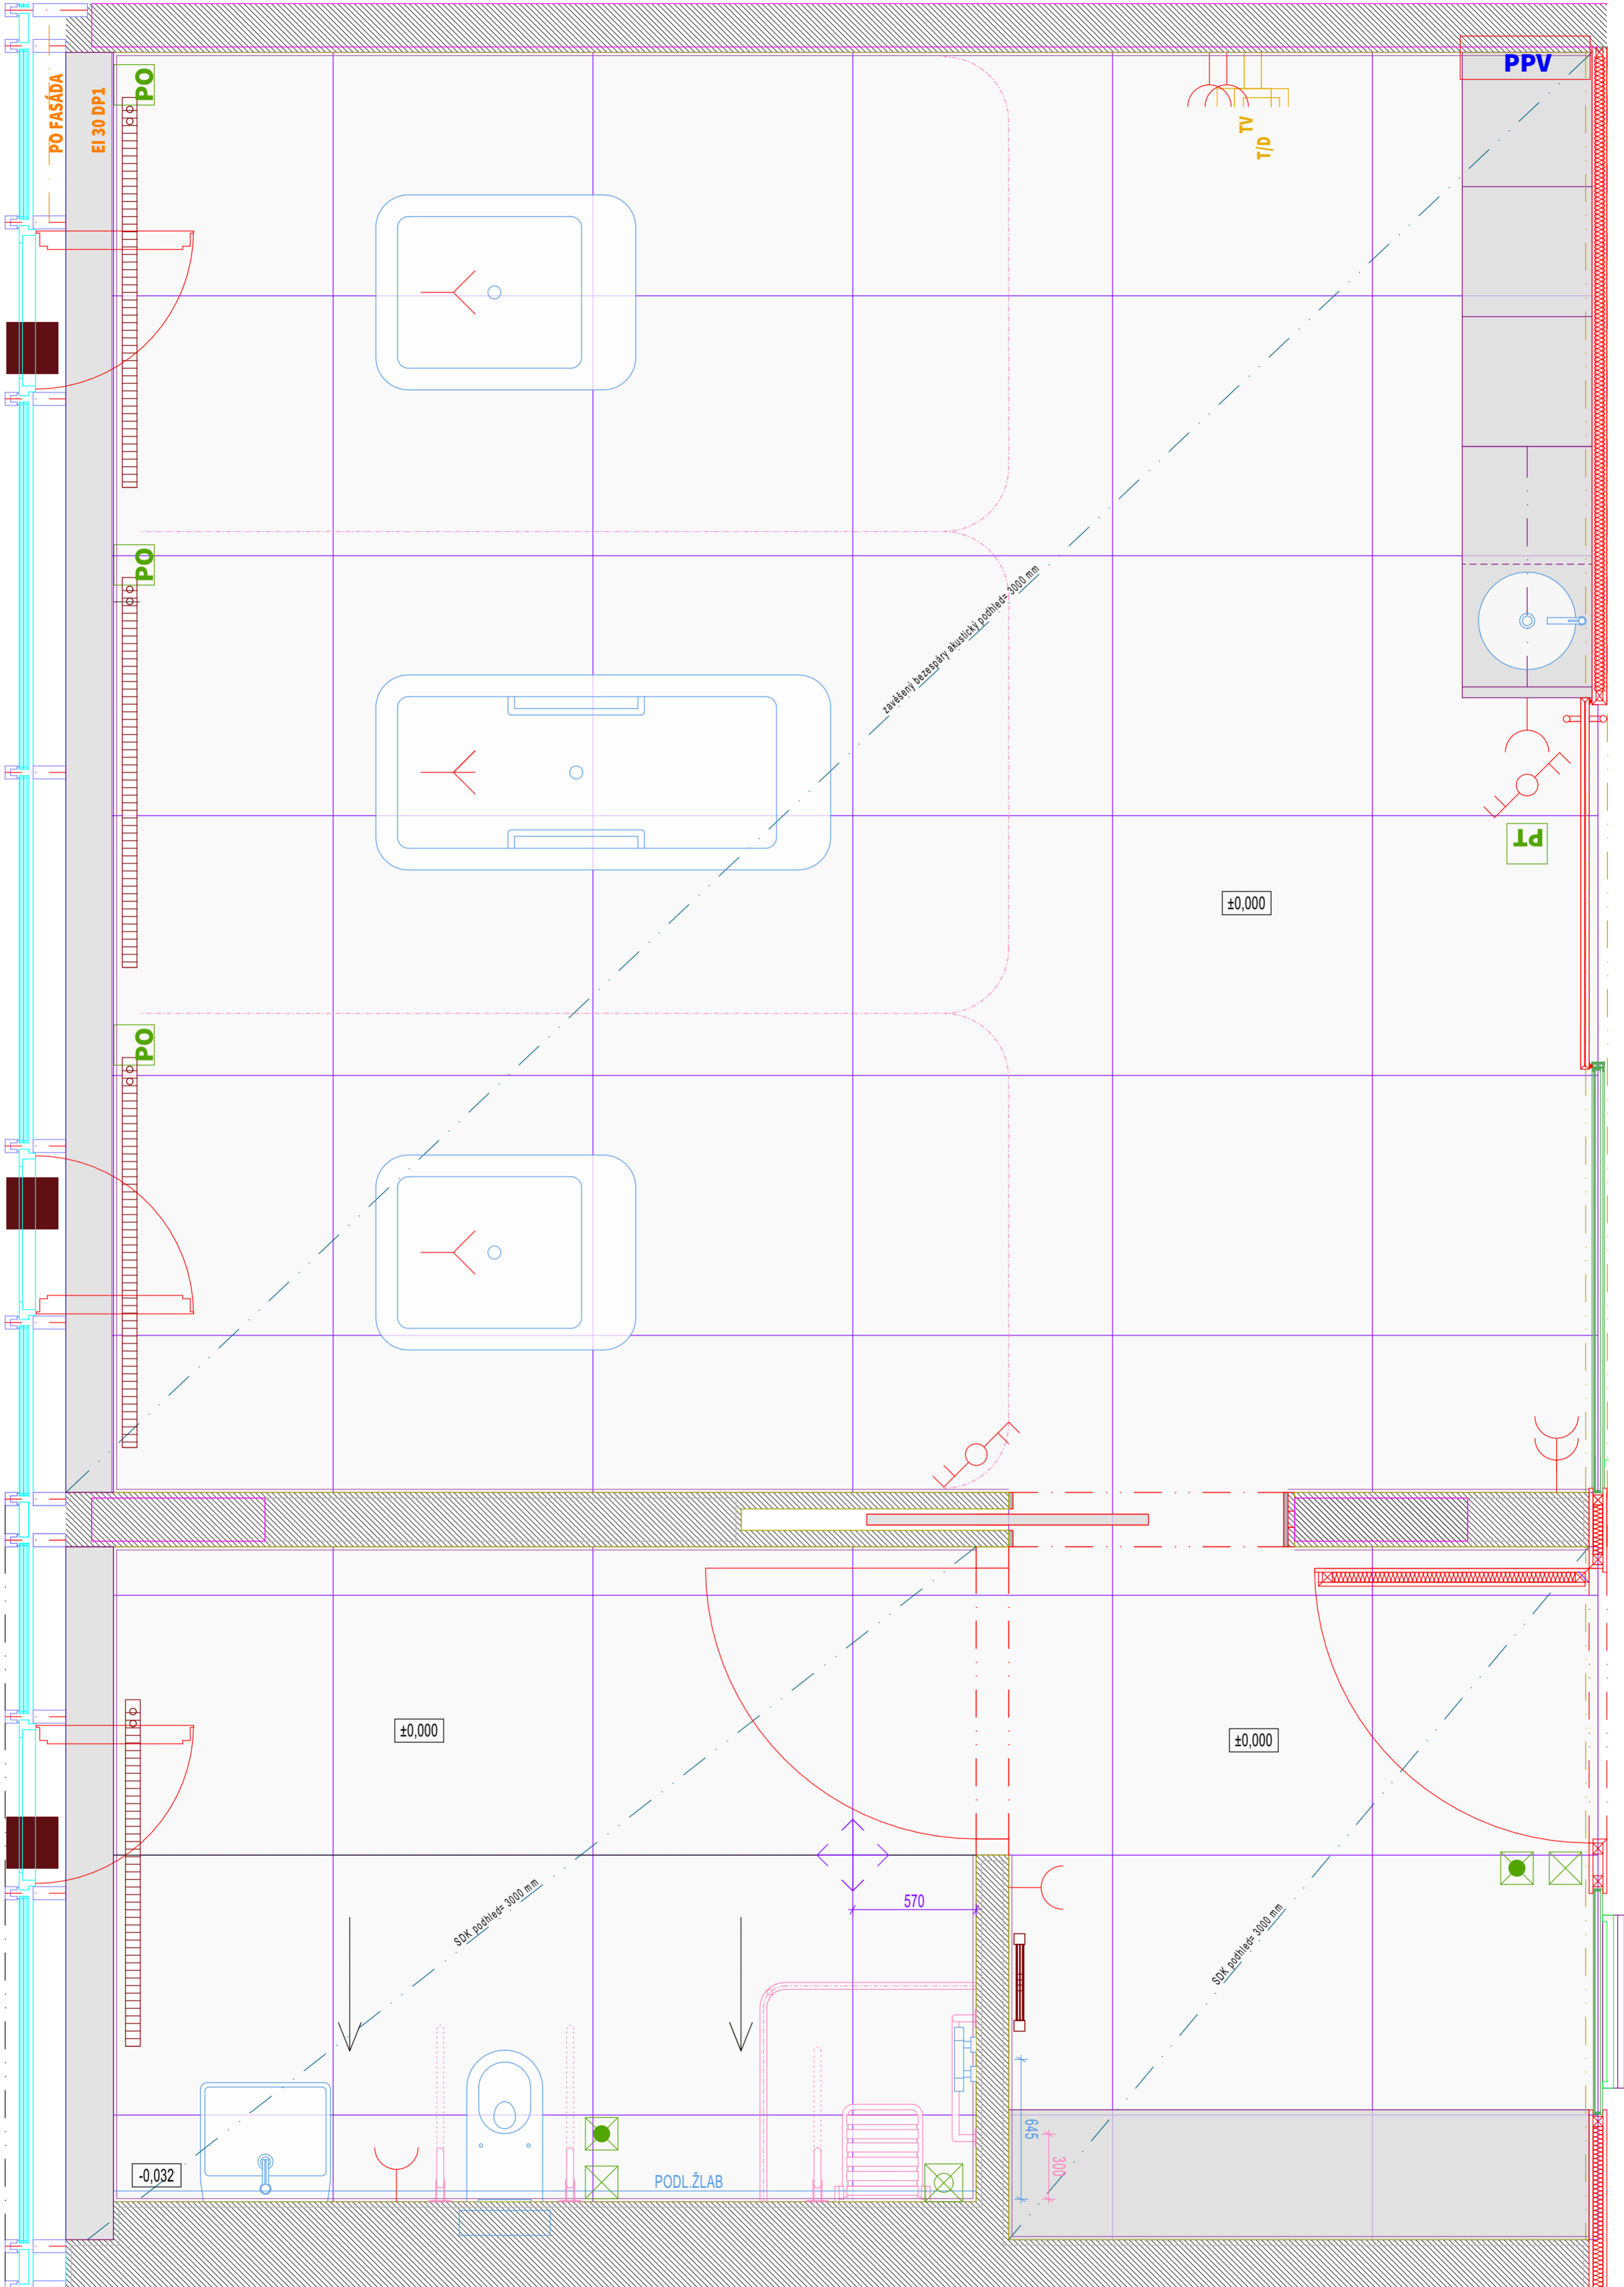 PPV
PO FASÁDA
EI 30 DP1
PO
TV
T/D
PO
zavěšený bezespáry akustický podhled= 3000 mm
PT
±0,000
PO
±0,000
±0,000
570
SDK podhled= 3000 mm
SDK podhled= 3000 mm
645
300
-0,032
PODL.ŽLAB